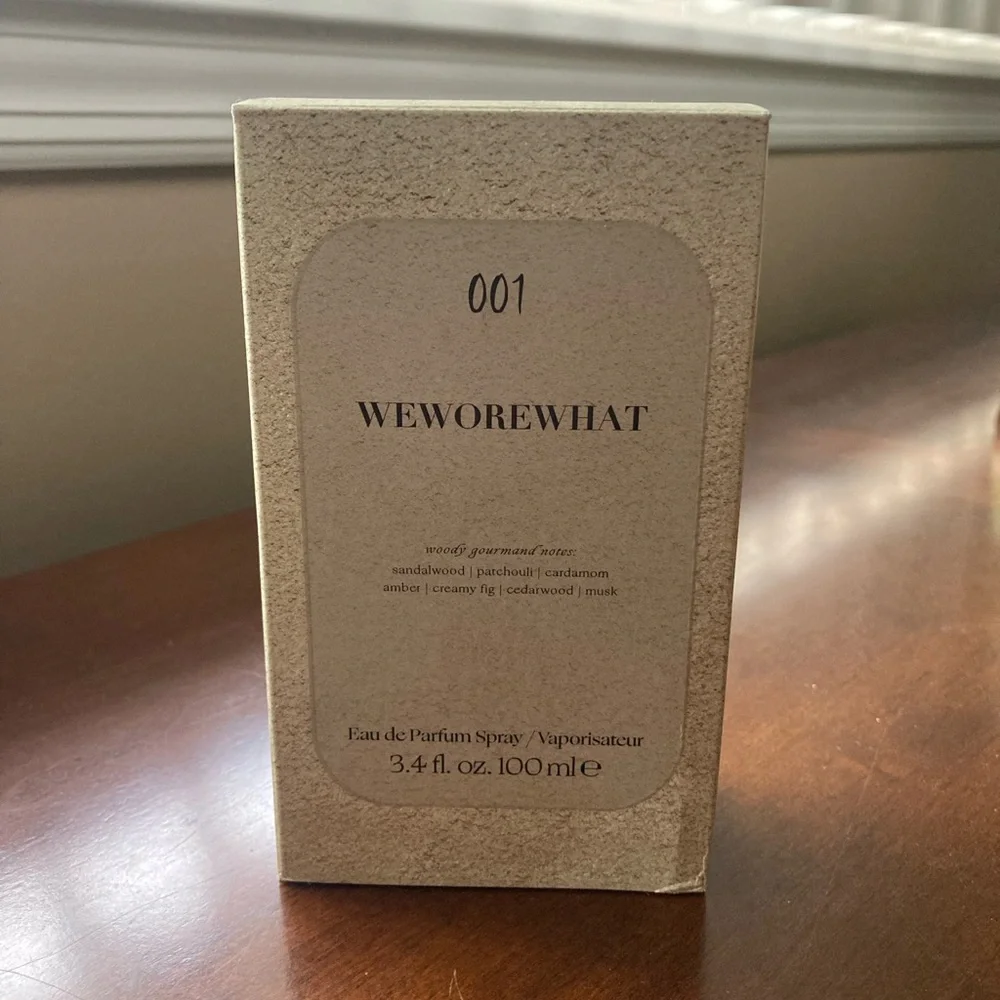 001
WEWOREWHAT
woody gourmand notes:
sandalwood | patchouli | cardamom
amber | creamy fig | cedarwood | musk
Eau de Parfum Spray / Vaporisateur
3.4 fl. oz. 100 ml ℮